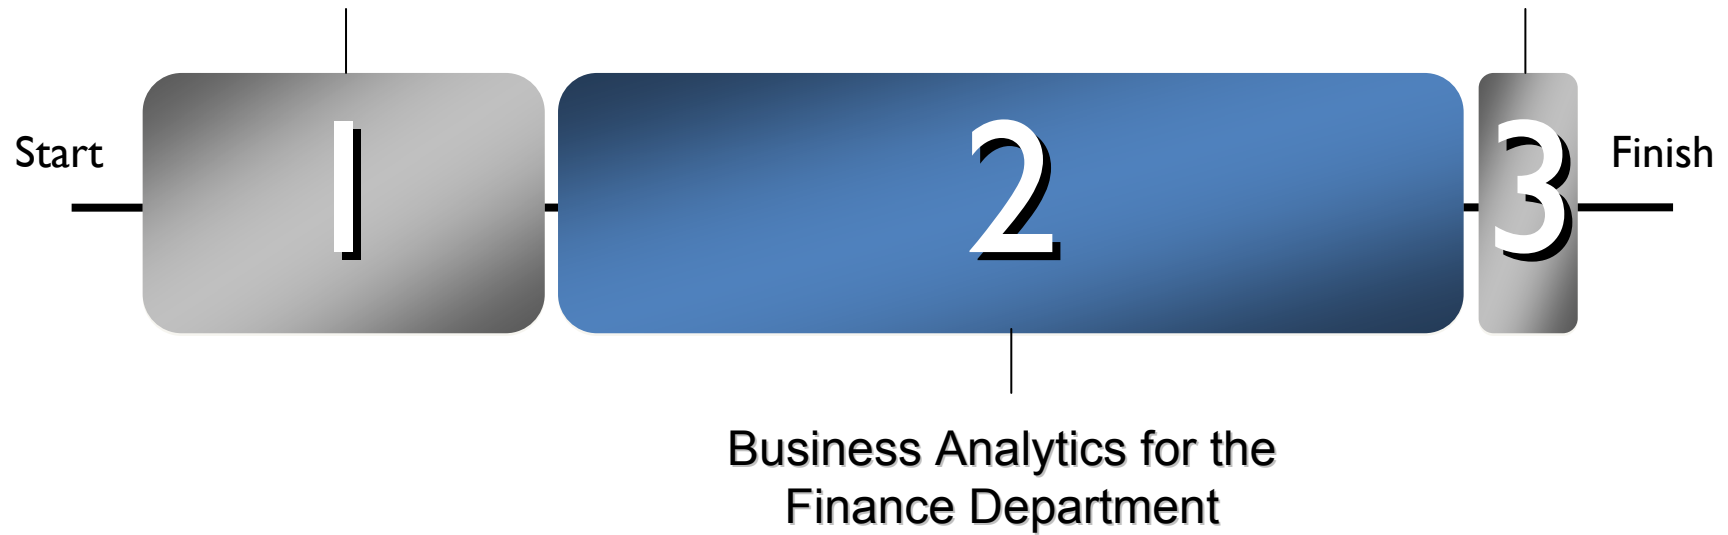 Start
1
2
3
Finish
Business Analytics for the
Finance Department